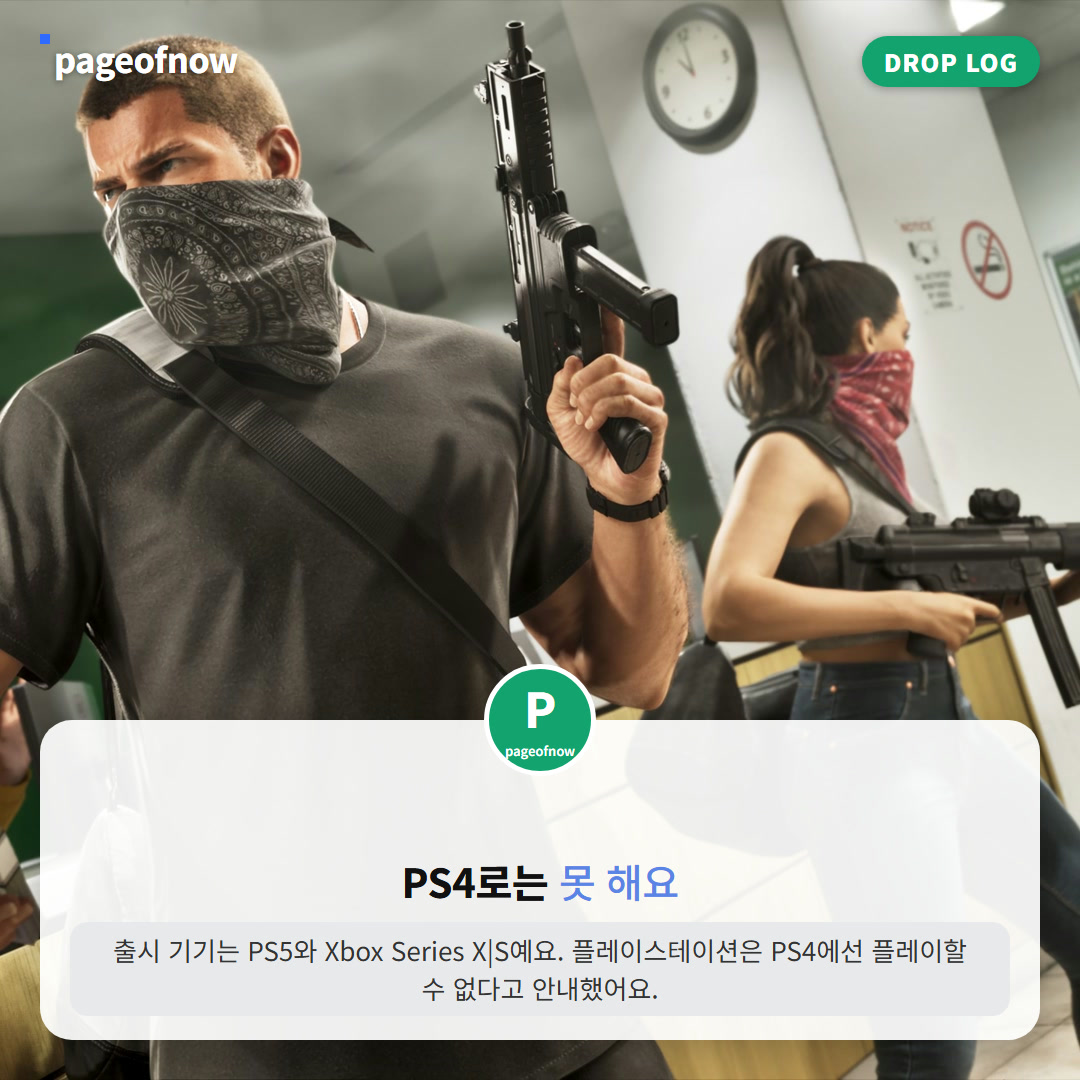 pageofnow
DROP LOG
NOTICE
P
pageofnow
PS4로는 못 해요
출시 기기는 PS5와 Xbox Series X|S예요. 플레이스테이션은 PS4에선 플레이할
수 없다고 안내했어요.